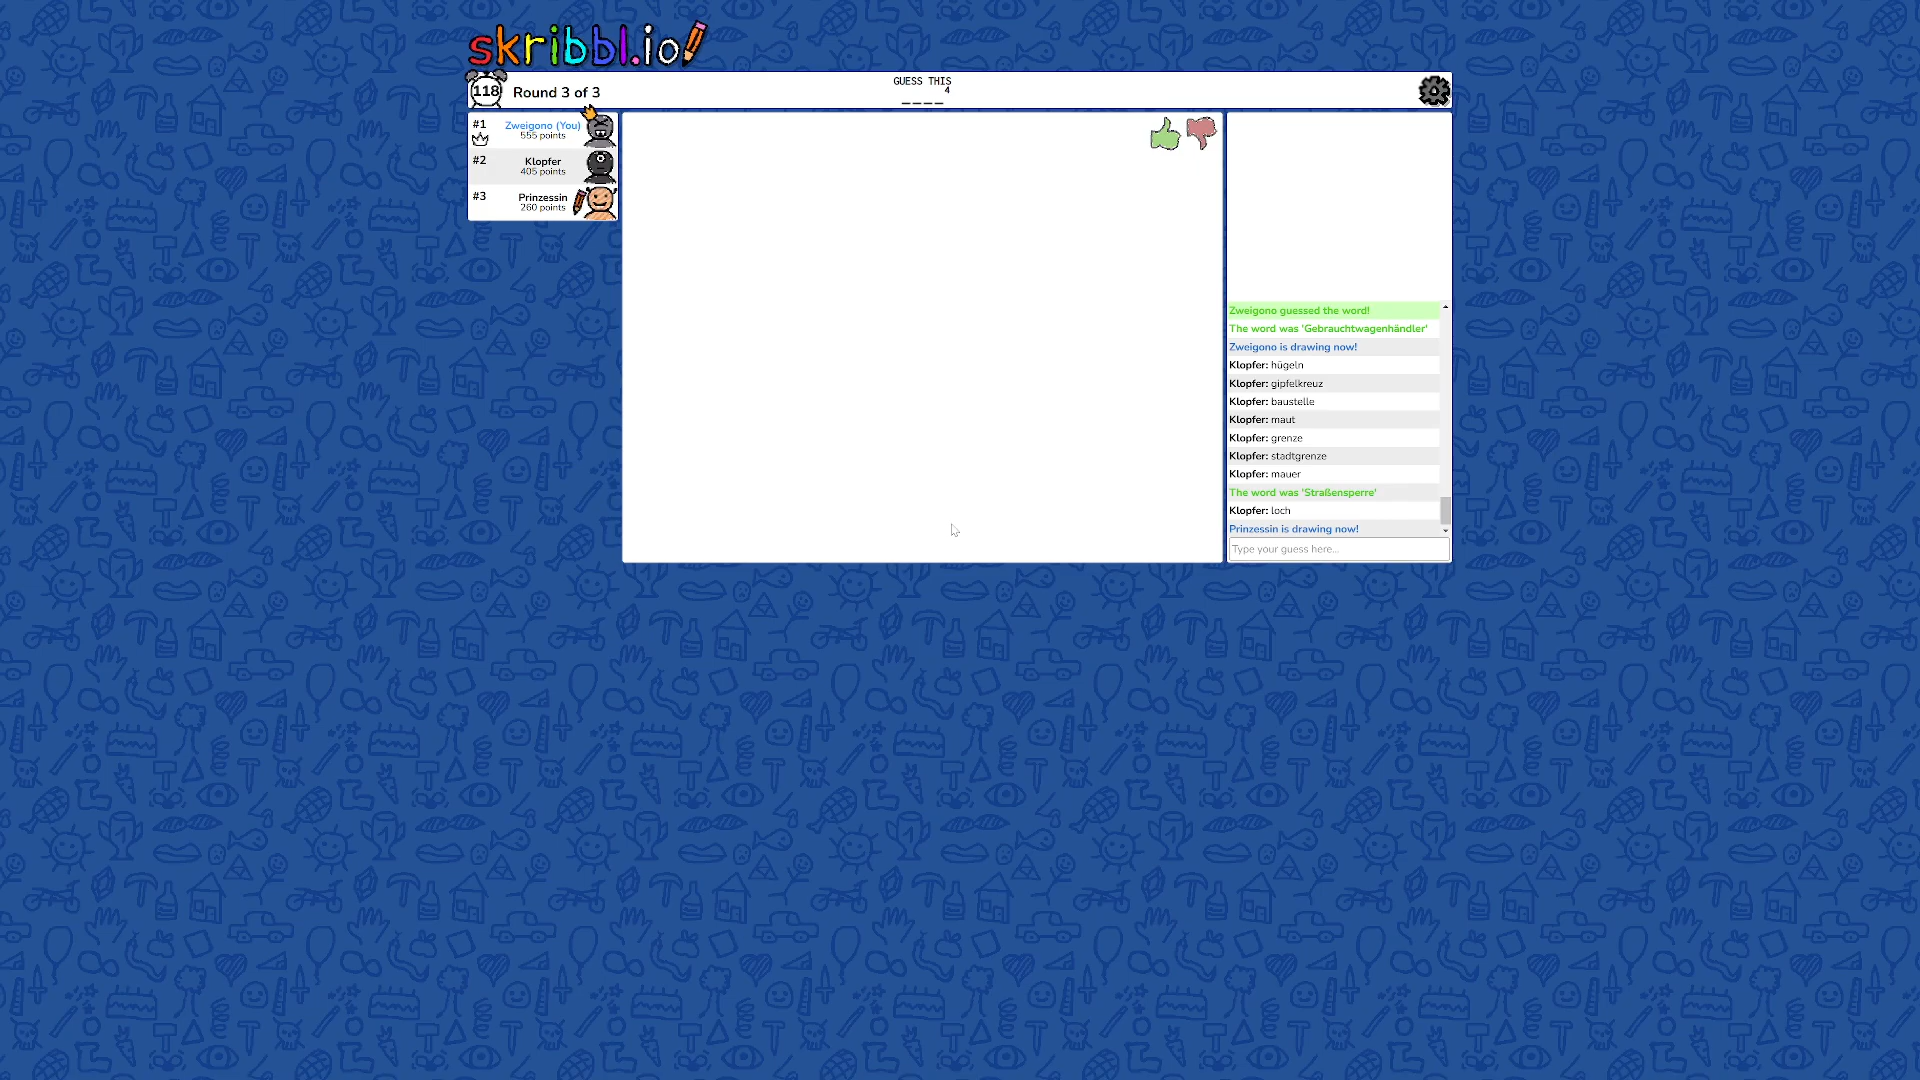 skribbl.io
118
Round 3 of 3
GUESS THIS
____ 4
#1
Zweigono (You)
555 points
#2
Klopfer
405 points
#3
Prinzessin
260 points
Zweigono guessed the word!
The word was 'Gebrauchtwagenhändler'
Zweigono is drawing now!
Klopfer: hügeln
Klopfer: gipfelkreuz
Klopfer: baustelle
Klopfer: maut
Klopfer: grenze
Klopfer: stadtgrenze
Klopfer: mauer
The word was 'Straßensperre'
Klopfer: loch
Prinzessin is drawing now!
Type your guess here...